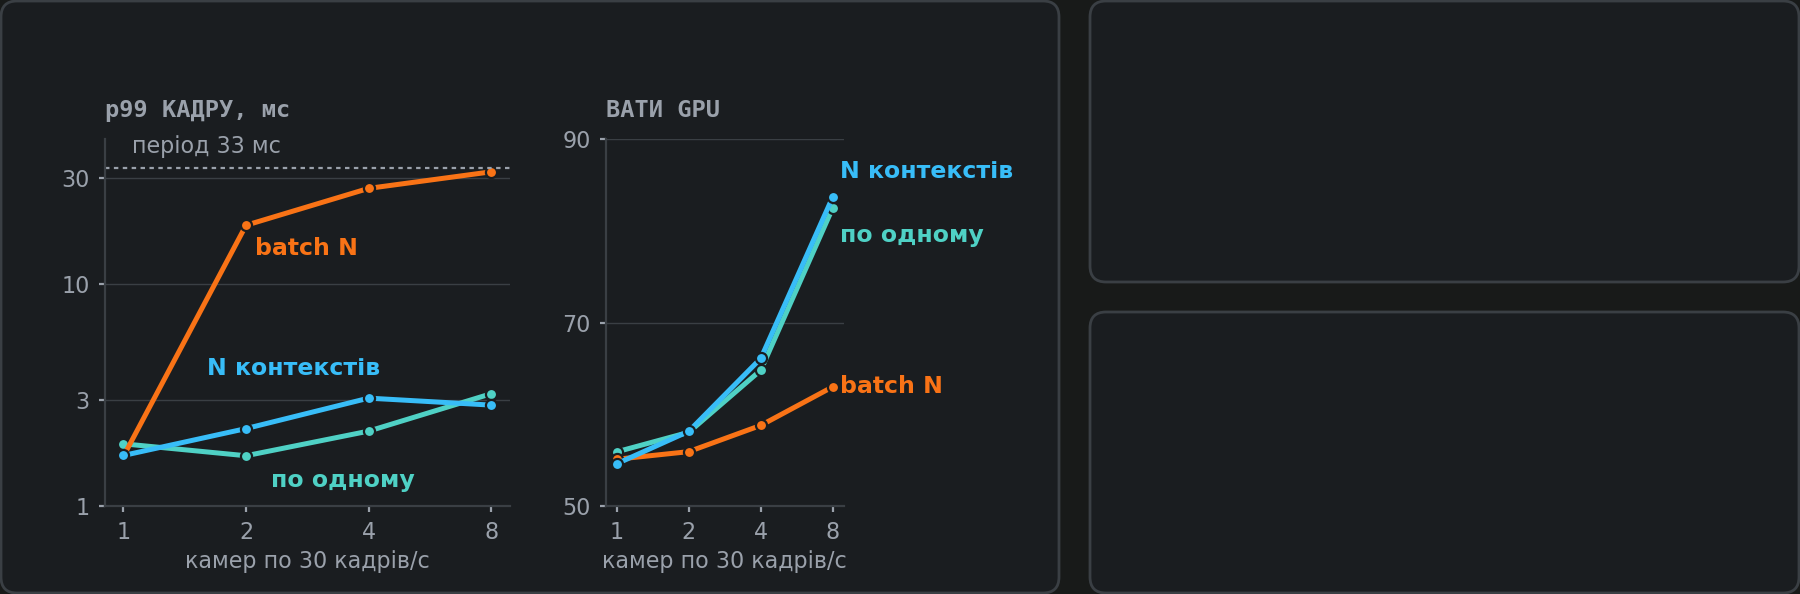 p99 КАДРУ, мс
період 33 мс
30
10
3
1
batch N
N контекстів
по одному
1 2 4 8
камер по 30 кадрів/с
ВАТИ GPU
90
70
50
N контекстів
по одному
batch N
1 2 4 8
камер по 30 кадрів/с